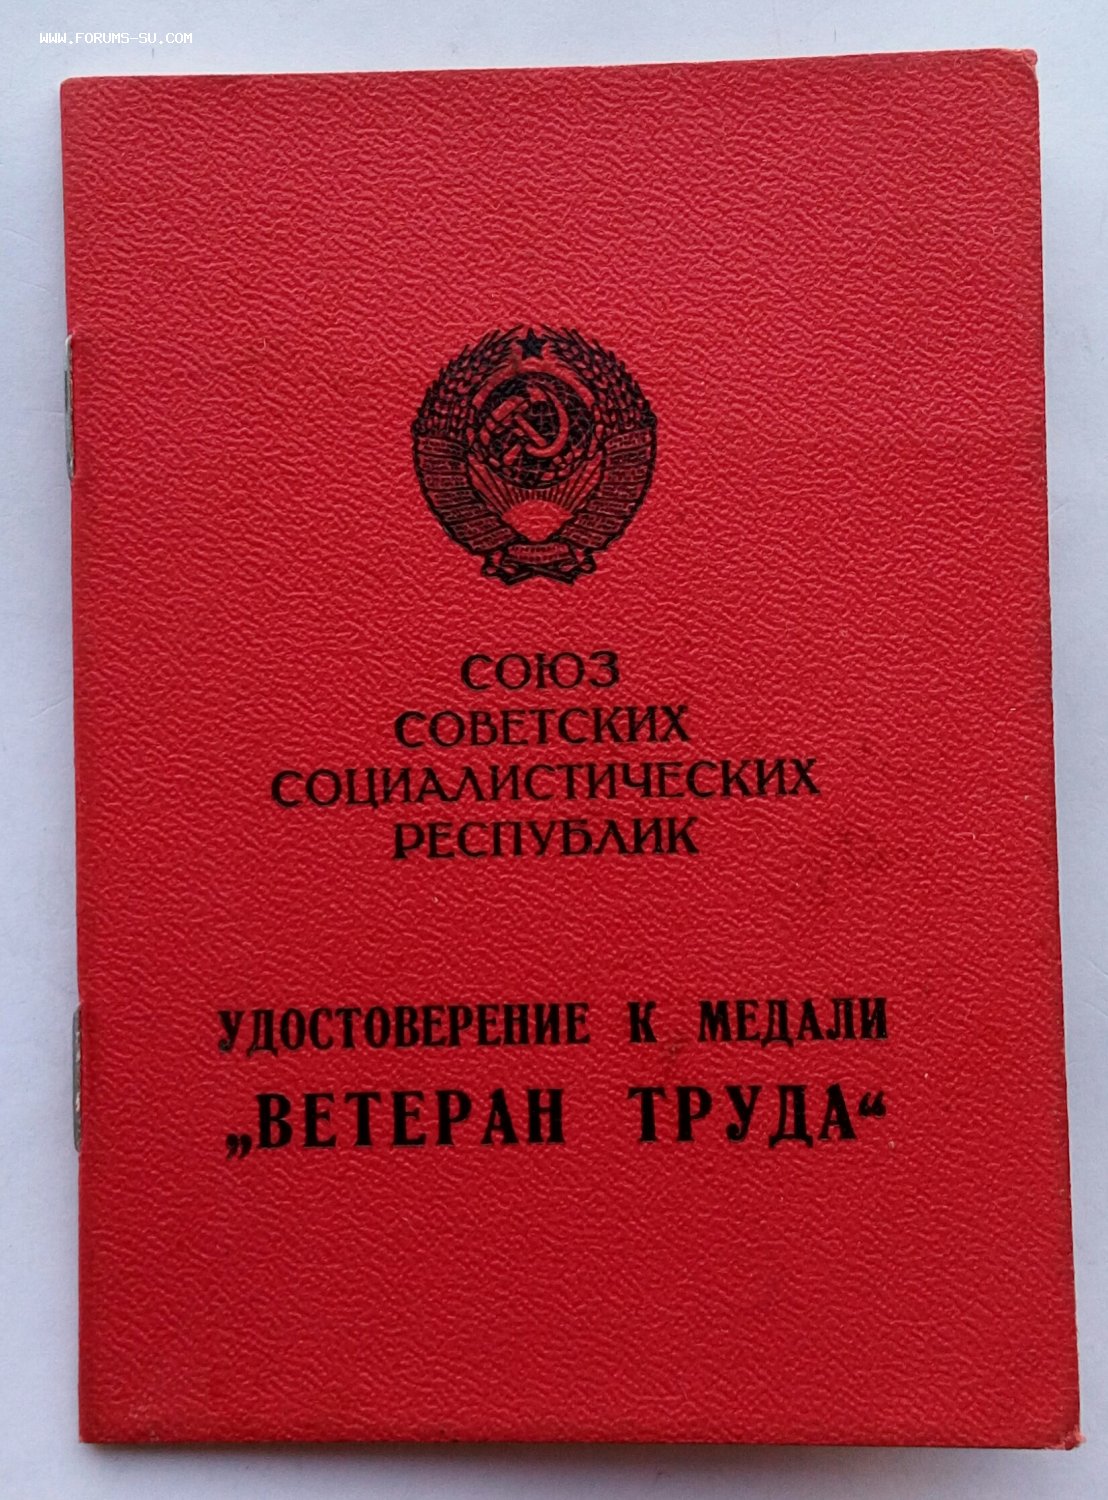 WWW.FORUMS-SU.COM
СОЮЗ
СОВЕТСКИХ
СОЦИАЛИСТИЧЕСКИХ
РЕСПУБЛИК
УДОСТОВЕРЕНИЕ К МЕДАЛИ
„ВЕТЕРАН ТРУДА“